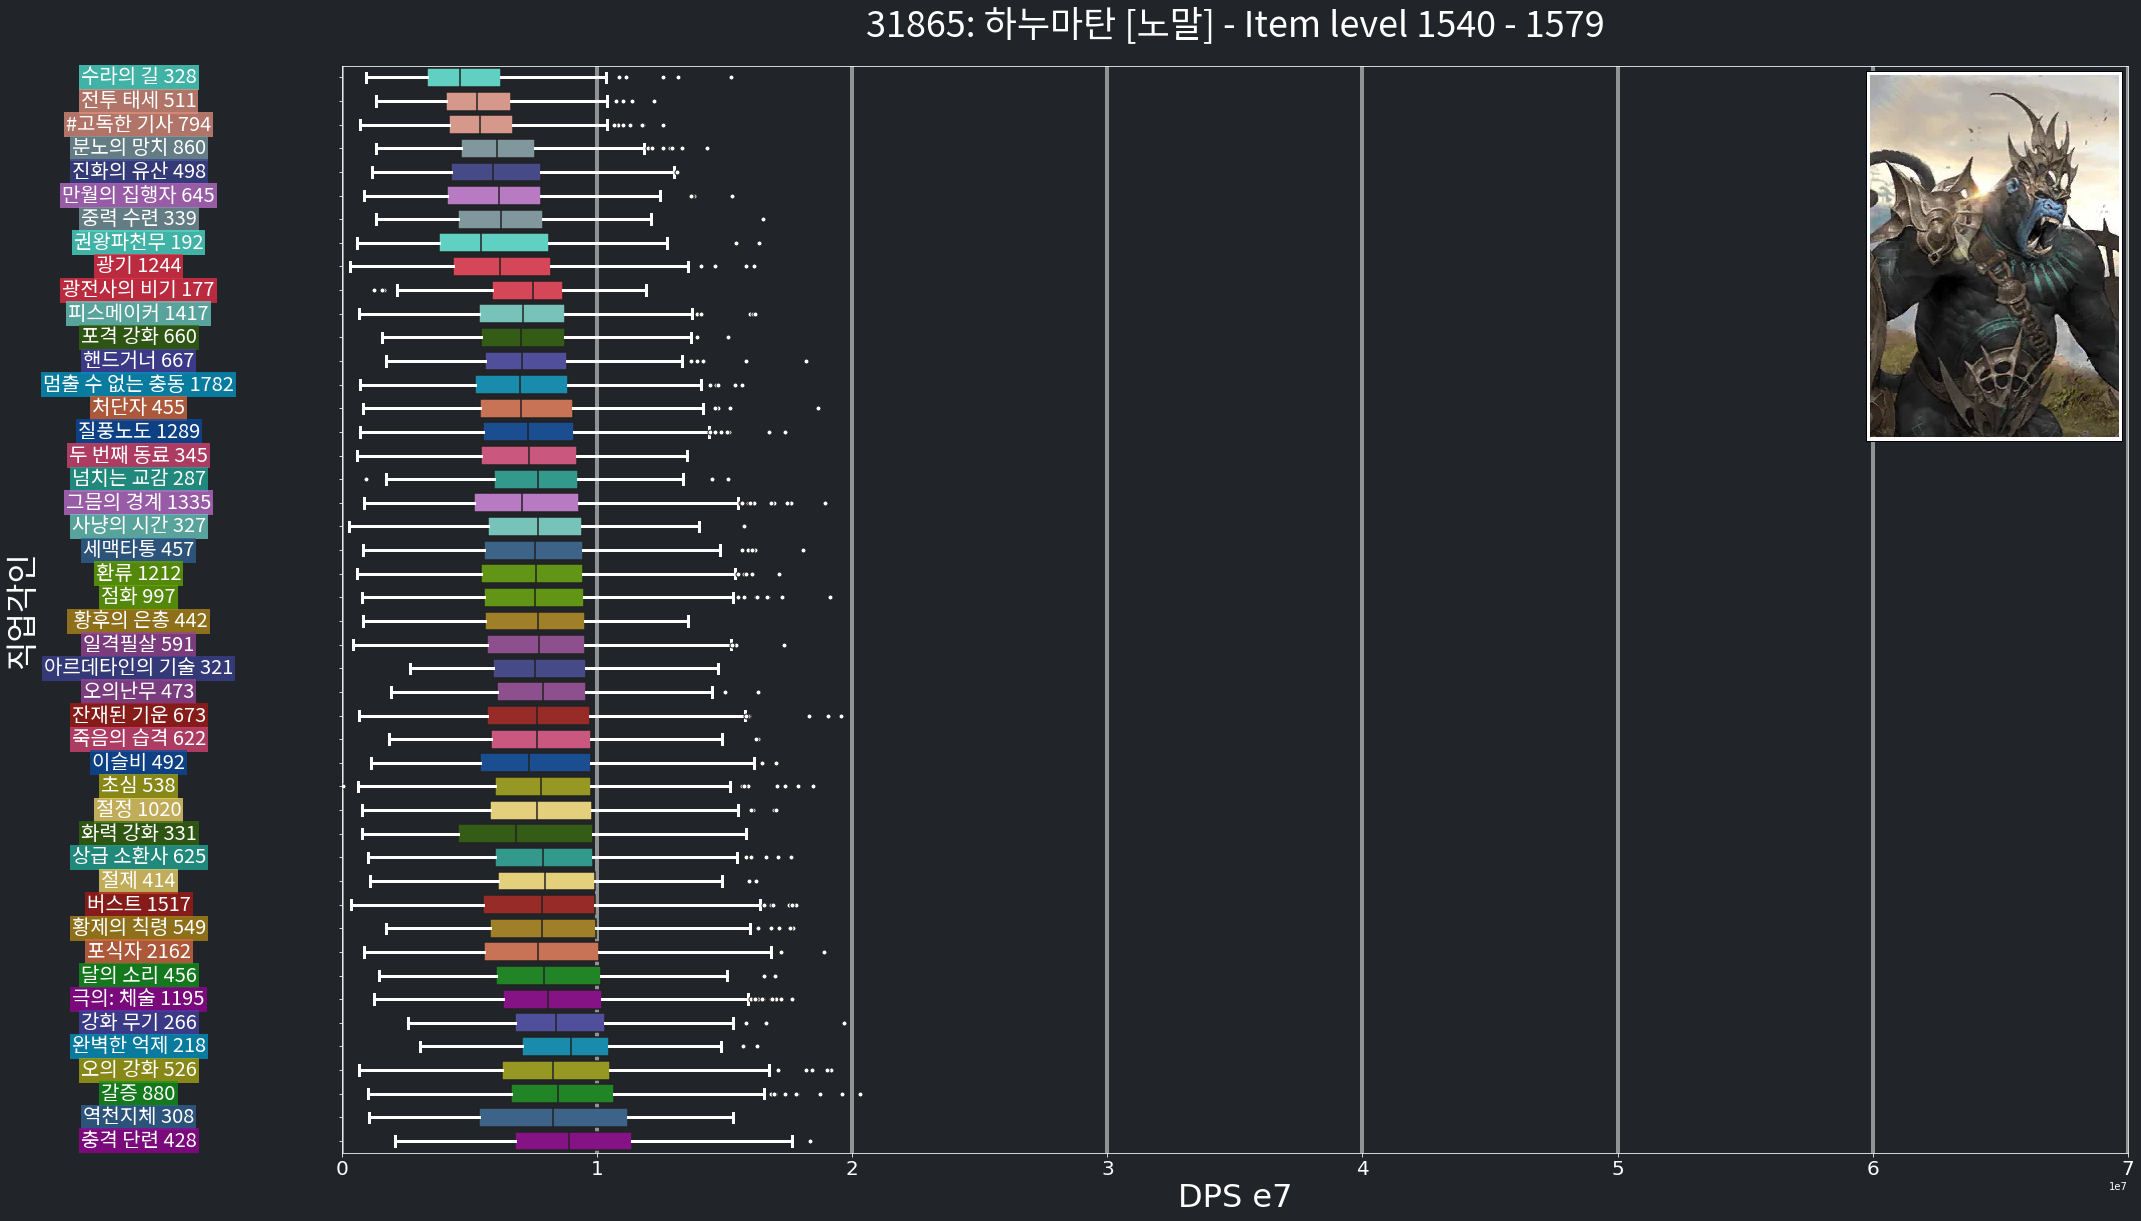 31865: 하누마탄 [노말] - Item level 1540 - 1579
수라의 길 328
전투 태세 511
#고독한 기사 794
분노의 망치 860
진화의 유산 498
만월의 집행자 645
중력 수련 339
권왕파천무 192
광기 1244
광전사의 비기 177
피스메이커 1417
포격 강화 660
핸드거너 667
멈출 수 없는 충동 1782
처단자 455
질풍노도 1289
두 번째 동료 345
넘치는 교감 287
그믐의 경계 1335
사냥의 시간 327
세맥타통 457
환류 1212
점화 997
황후의 은총 442
일격필살 591
아르데타인의 기술 321
오의난무 473
잔재된 기운 673
죽음의 습격 622
이슬비 492
초심 538
절정 1020
화력 강화 331
상급 소환사 625
절제 414
버스트 1517
황제의 칙령 549
포식자 2162
달의 소리 456
극의: 체술 1195
강화 무기 266
완벽한 억제 218
오의 강화 526
갈증 880
역천지체 308
충격 단련 428
직업각인
0 1 2 3 4 5 6 7
1e7
DPS e7